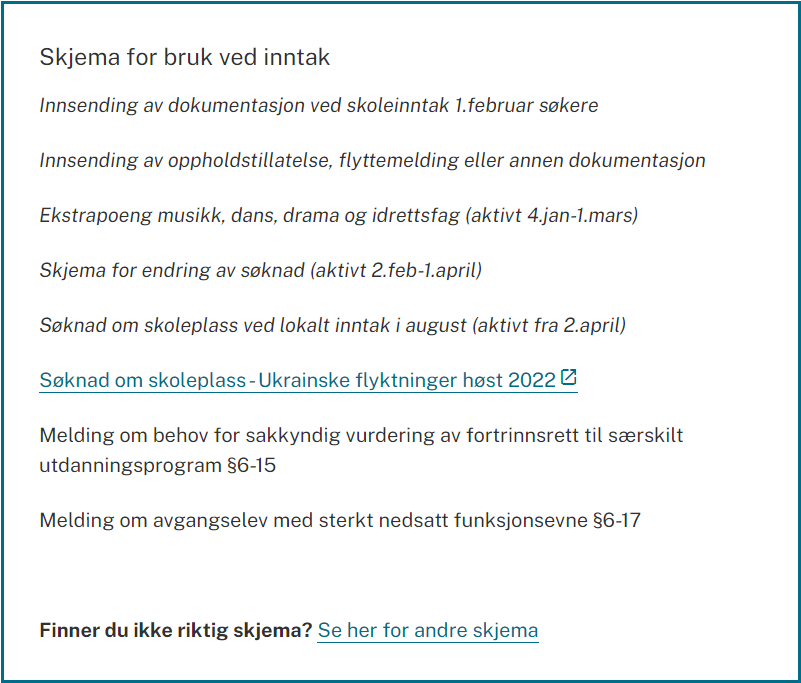 Skjema for bruk ved inntak
Innsending av dokumentasjon ved skoleinntak 1.februar søkere
Innsending av oppholdstillatelse, flyttemelding eller annen dokumentasjon
Ekstrapoeng musikk, dans, drama og idrettsfag (aktivt 4.jan-1.mars)
Skjema for endring av søknad (aktivt 2.feb-1.april)
Søknad om skoleplass ved lokalt inntak i august (aktivt fra 2.april)
Søknad om skoleplass - Ukrainske flyktninger høst 2022
Melding om behov for sakkyndig vurdering av fortrinnsrett til særskilt
utdanningsprogram §6-15
Melding om avgangselev med sterkt nedsatt funksjonsevne §6-17
Finner du ikke riktig skjema? Se her for andre skjema